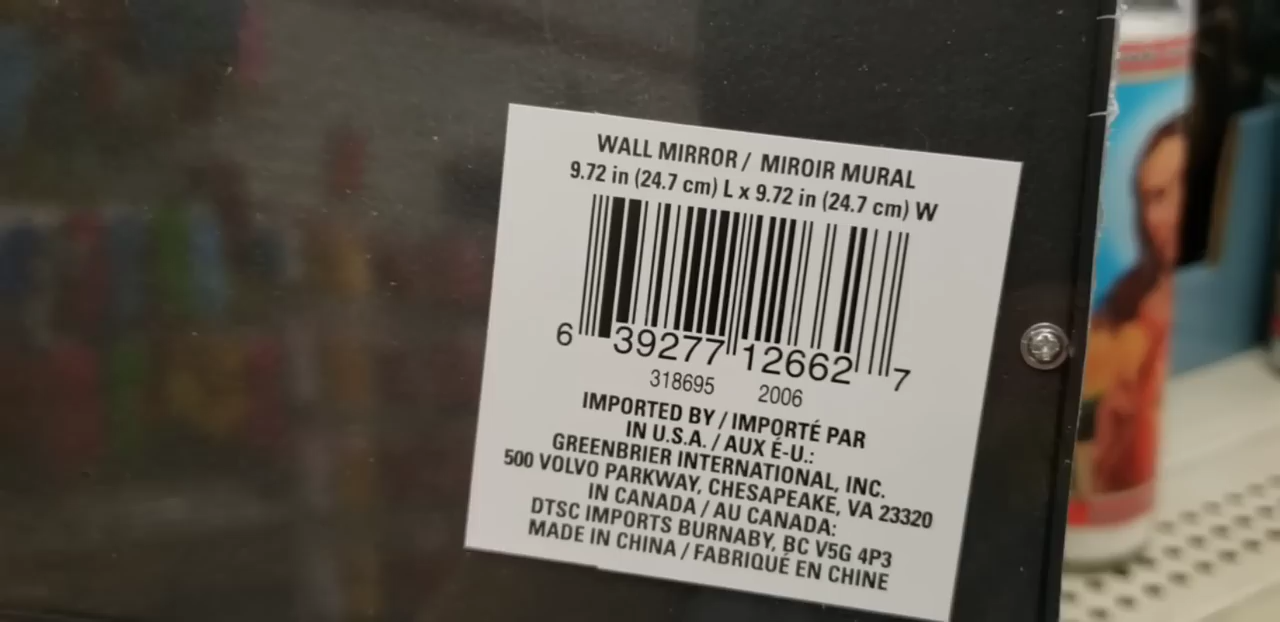 WALL MIRROR / MIROIR MURAL
9.72 in (24.7 cm) L x 9.72 in (24.7 cm) W
6 39277 12662 7
318695 2006
IMPORTED BY / IMPORTÉ PAR
IN U.S.A. / AUX É-U.:
GREENBRIER INTERNATIONAL, INC.
500 VOLVO PARKWAY, CHESAPEAKE, VA 23320
IN CANADA / AU CANADA:
DTSC IMPORTS BURNABY, BC V5G 4P3
MADE IN CHINA / FABRIQUÉ EN CHINE